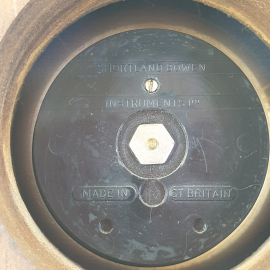 SHORTLAND BOWEN
INSTRUMENTS LTD
MADE IN GT BRITAIN